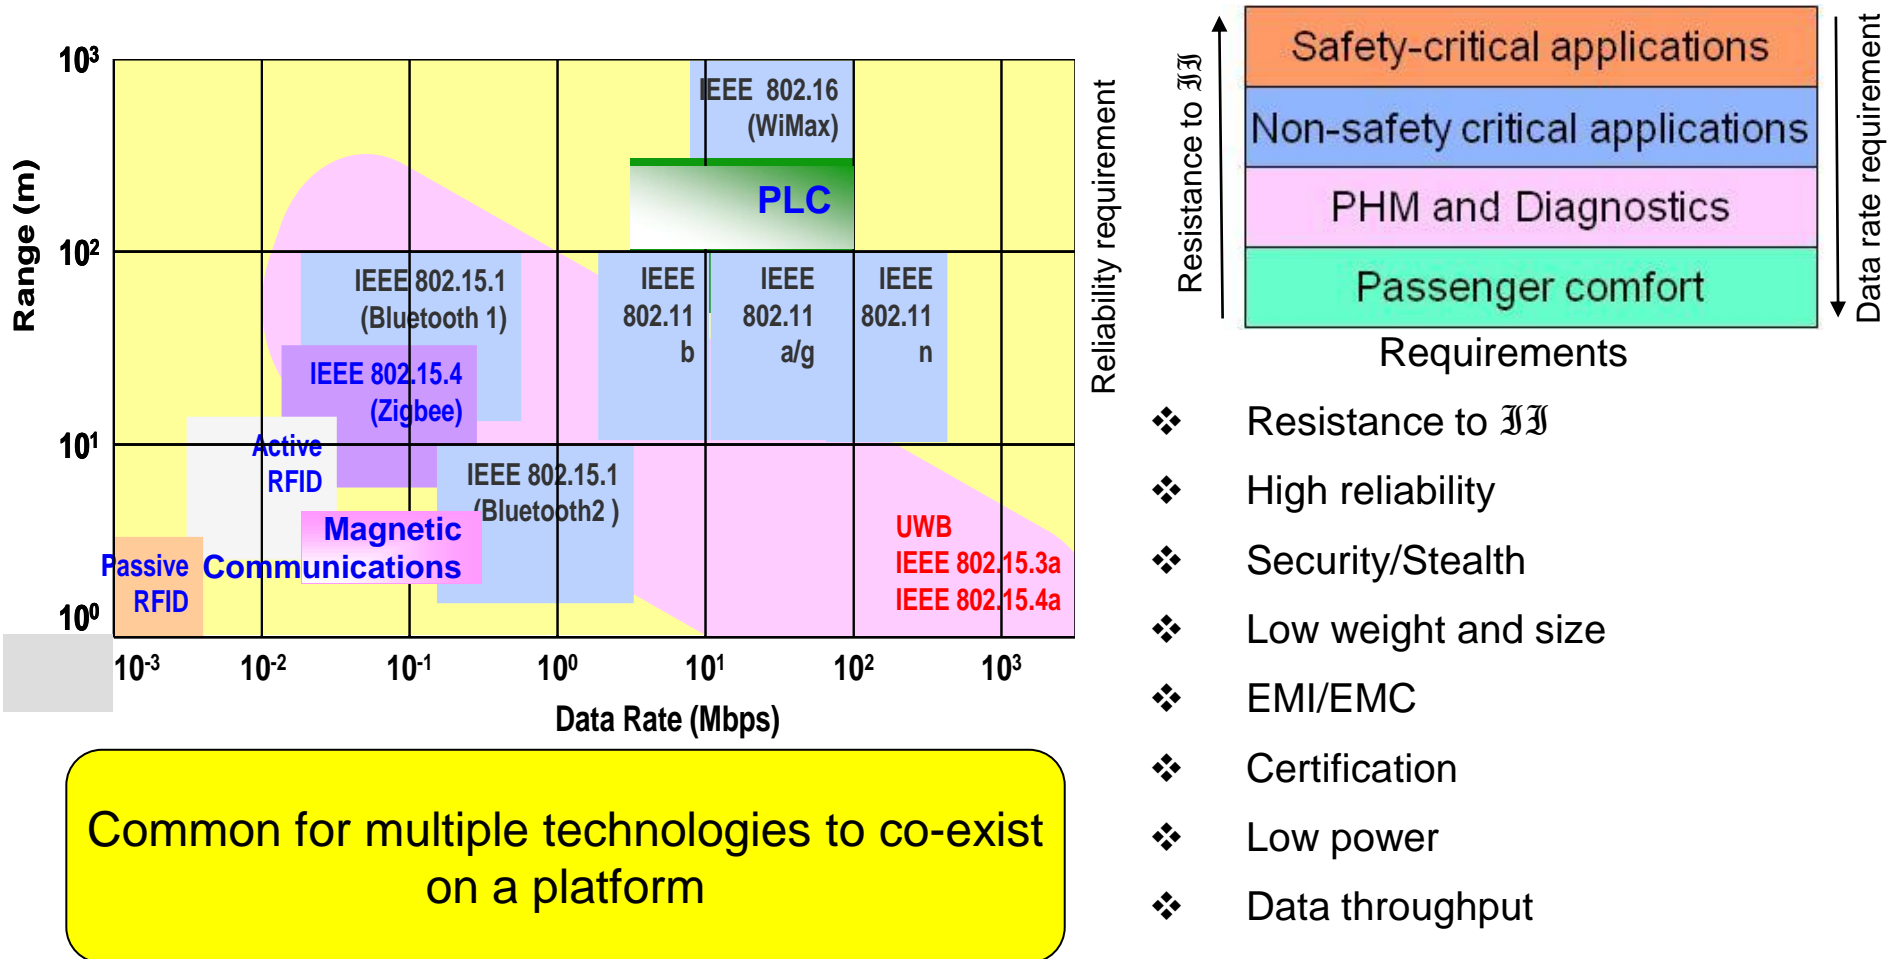 10³
10²
10¹
10⁰
Range (m)
IEEE 802.16
(WiMax)
PLC
IEEE 802.15.1
(Bluetooth 1)
IEEE
802.11
b
IEEE
802.11
a/g
IEEE
802.11
n
IEEE 802.15.4
(Zigbee)
Active
RFID
IEEE 802.15.1
(Bluetooth2 )
Magnetic
Communications
Passive
RFID
UWB
IEEE 802.15.3a
IEEE 802.15.4a
10⁻³
10⁻²
10⁻¹
10⁰
10¹
10²
10³
Data Rate (Mbps)
Common for multiple technologies to co-exist
on a platform
Reliability requirement
Resistance to ℑℑ
Safety-critical applications
Non-safety critical applications
PHM and Diagnostics
Passenger comfort
Data rate requirement
Requirements
❖ Resistance to ℑℑ
❖ High reliability
❖ Security/Stealth
❖ Low weight and size
❖ EMI/EMC
❖ Certification
❖ Low power
❖ Data throughput